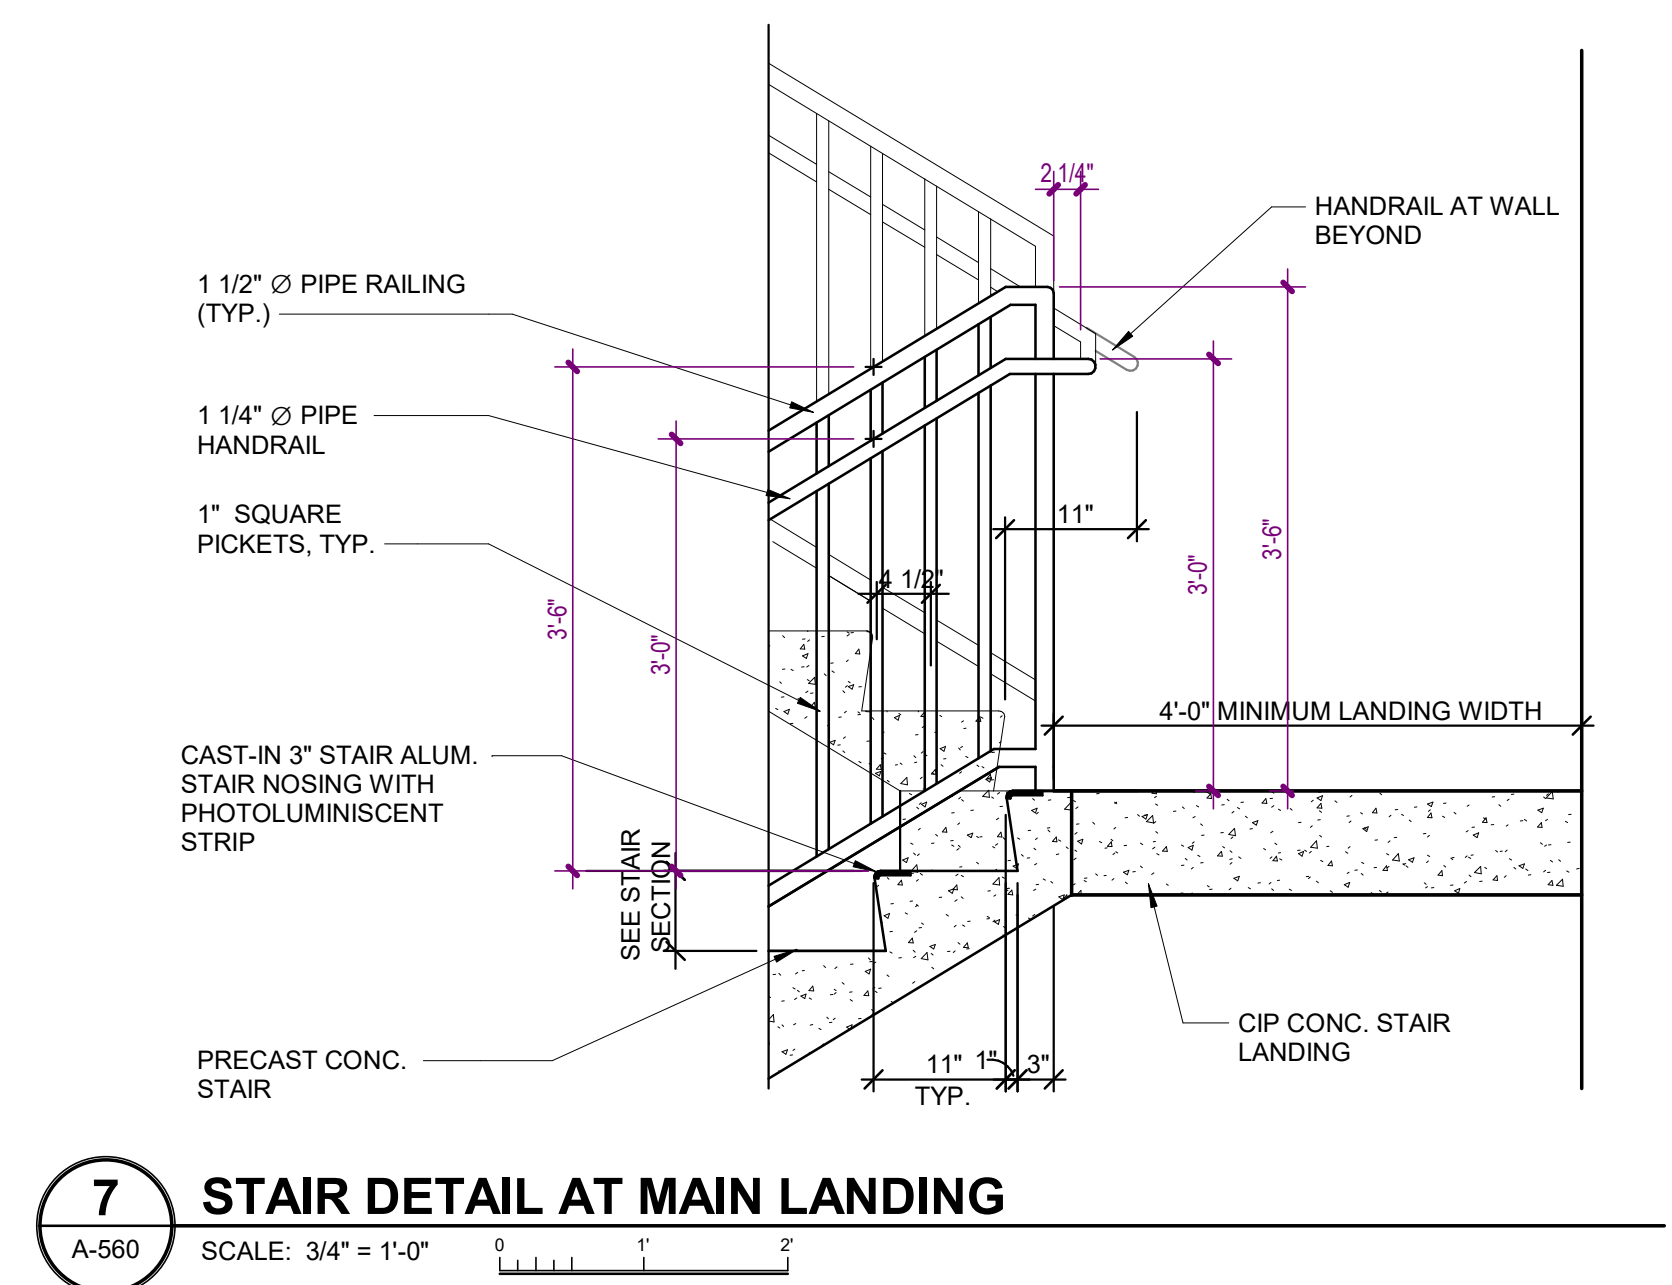 2 1/4"
HANDRAIL AT WALL
BEYOND
1 1/2" Ø PIPE RAILING
(TYP.)
1 1/4" Ø PIPE
HANDRAIL
1" SQUARE
PICKETS, TYP.
11"
3'-6"
3'-0"
4 1/2"
3'-6"
3'-0"
4'-0" MINIMUM LANDING WIDTH
CAST-IN 3" STAIR ALUM.
STAIR NOSING WITH
PHOTOLUMINISCENT
STRIP
SEE STAIR
SECTION
PRECAST CONC.
STAIR
11"
TYP.
1"
3"
CIP CONC. STAIR
LANDING
7
A-560
STAIR DETAIL AT MAIN LANDING
SCALE: 3/4" = 1'-0"
0 1' 2'